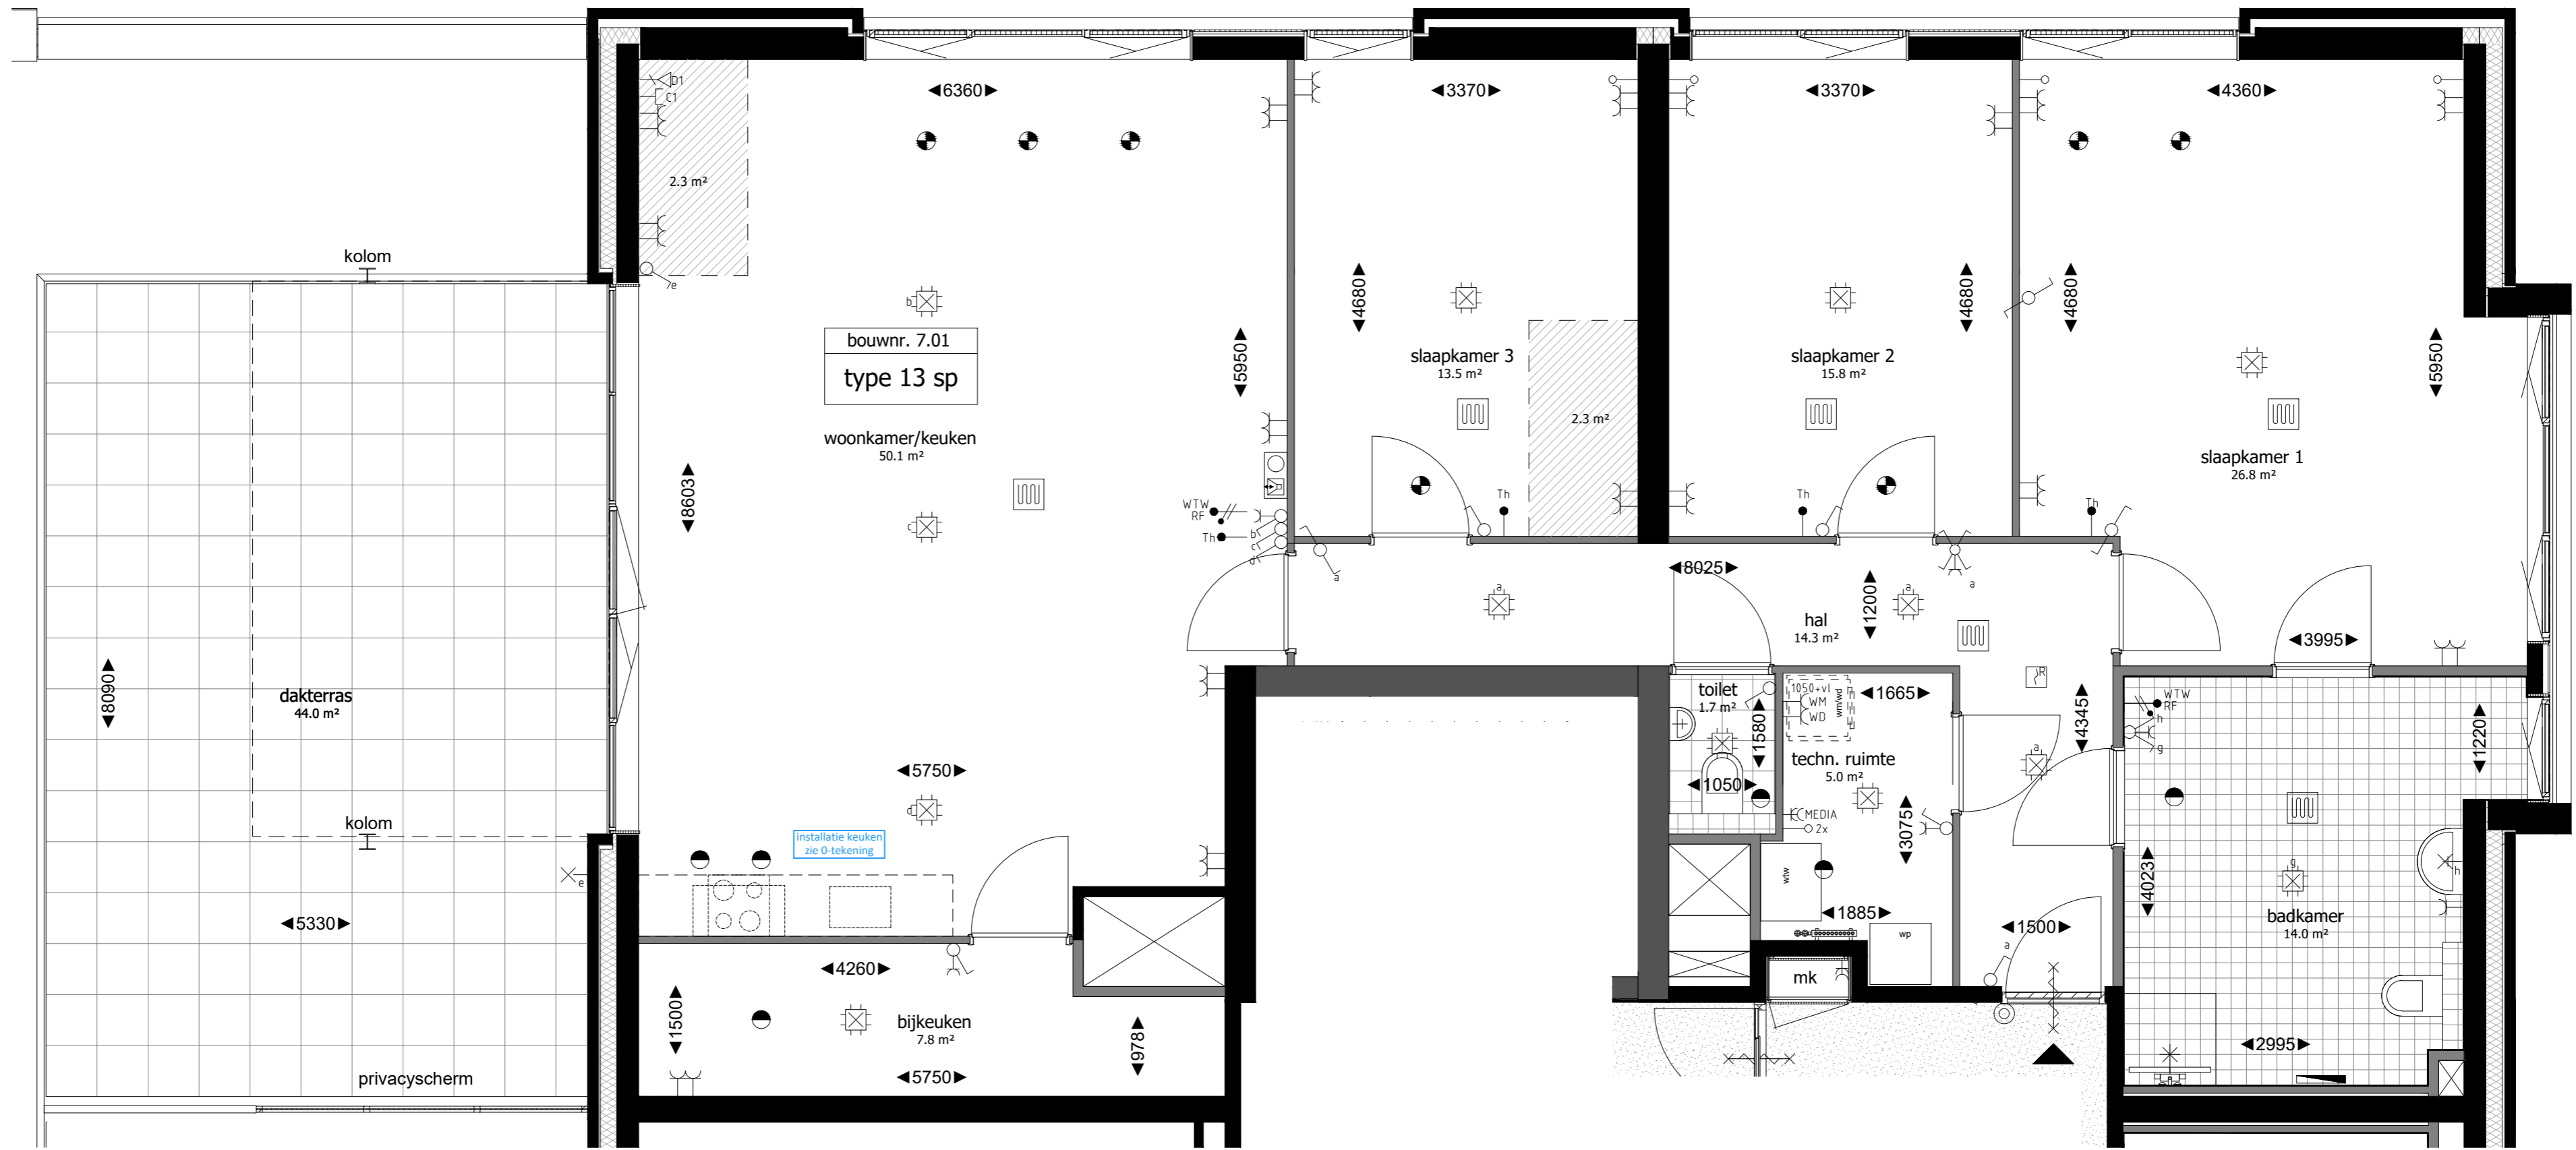 D1
C1
◄6360►
◄3370►
◄3370►
◄4360►
2.3 m²
kolom
e
b
◄4680►
◄4680►
◄4680►
bouwnr. 7.01
type 13 sp
◄5950►
slaapkamer 3
13.5 m²
slaapkamer 2
15.8 m²
◄5950►
2.3 m²
woonkamer/keuken
50.1 m²
slaapkamer 1
26.8 m²
◄8603►
WTW
RF
Th
Th
Th
Th
c
b
c
d
a
◄8025►
a
a
◄1200►
a
hal
14.3 m²
◄3995►
R
◄8090►
dakterras
44.0 m²
toilet
1.7 m²
1050+vl
WM
WD
wm/wd
◄1665►
◄1580►
◄4345►
WTW
RF
h
g
◄1220►
techn. ruimte
5.0 m²
a
◄5750►
◄1050►
d
kolom
MEDIA
2x
◄3075►
installatie keuken
zie 0-tekening
wtw
g
h
◄4023►
e
◄5330►
◄1885►
wp
◄1500►
a
badkamer
14.0 m²
◄4260►
mk
◄1500►
bijkeuken
7.8 m²
◄978►
◄2995►
privacyscherm
◄5750►